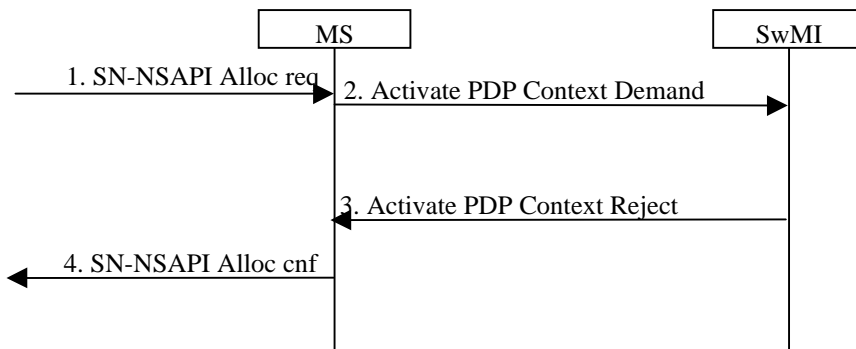 MS
SwMI
1. SN-NSAPI Alloc req
2. Activate PDP Context Demand
3. Activate PDP Context Reject
4. SN-NSAPI Alloc cnf